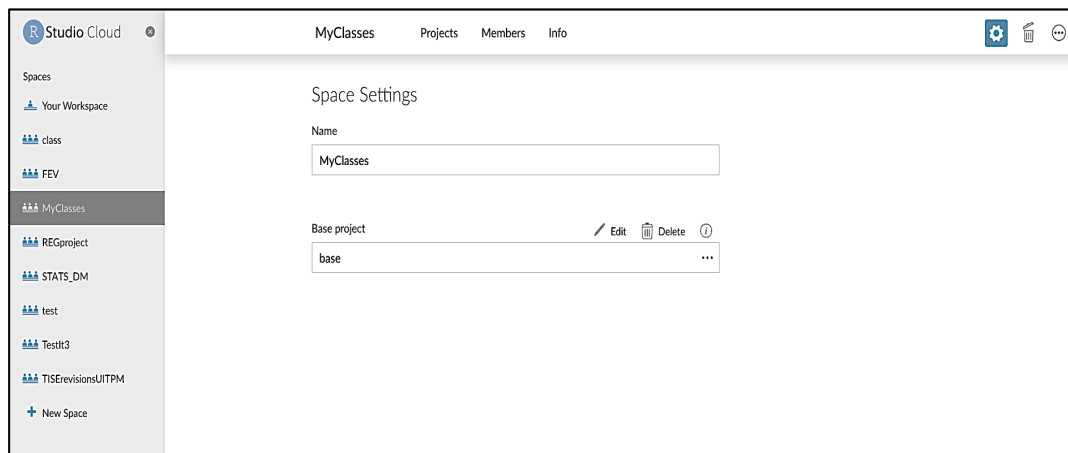 R Studio Cloud
MyClasses Projects Members Info
Spaces
Your Workspace
class
FEV
MyClasses
REGproject
STATS_DM
test
TestIt3
TISErevisionsUITPM
New Space
Space Settings
Name
MyClasses
Base project Edit Delete i
base